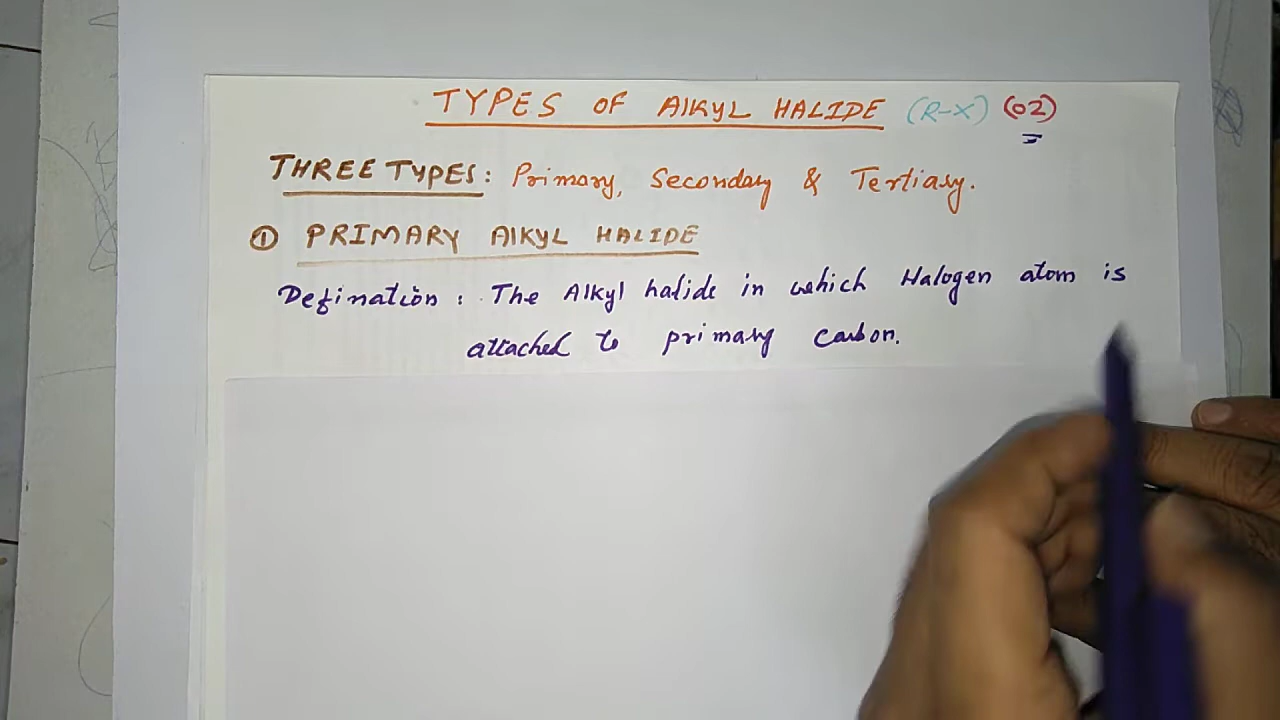 TYPES OF AlKYL HALIDE (R-X) (02)
THREE TYPES: Primary, Secondary & Tertiary.
① PRIMARY AlKYL HALIDE
Defination: The Alkyl halide in which Halogen atom is
attached to primary carbon.